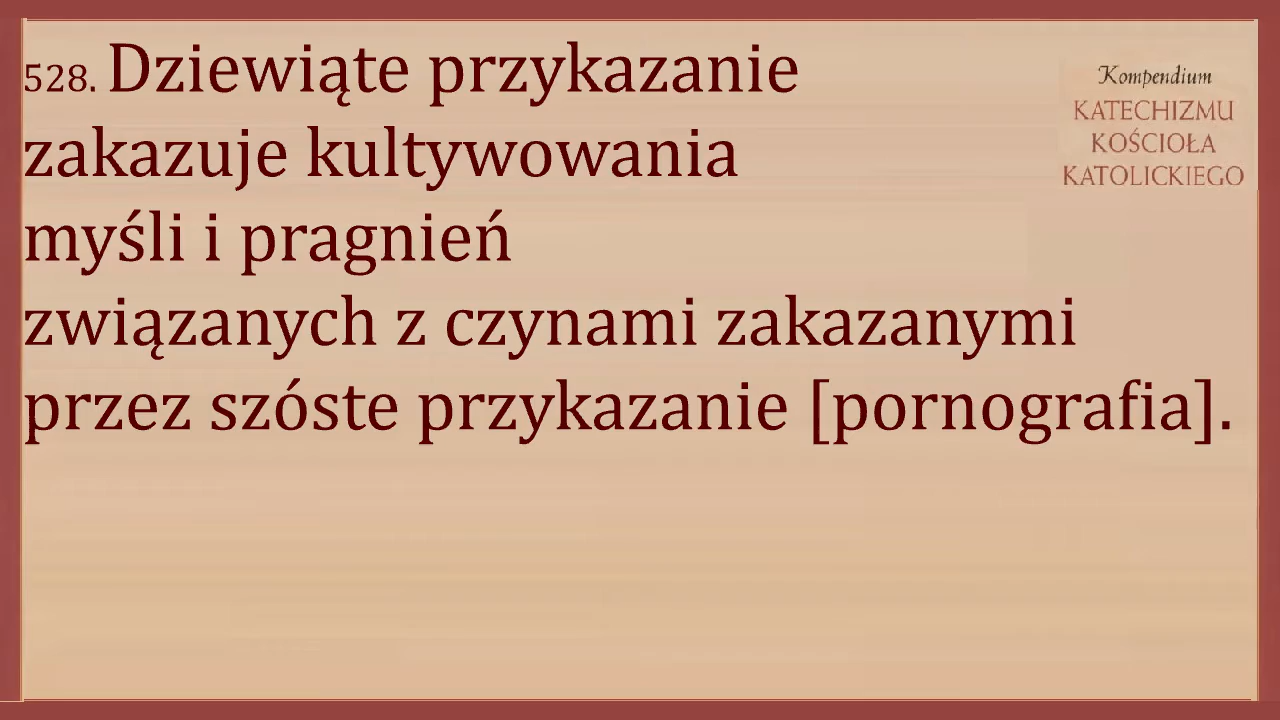 528. Dziewiąte przykazanie
zakazuje kultywowania
myśli i pragnień
związanych z czynami zakazanymi
przez szóste przykazanie [pornografia].
Kompendium
KATECHIZMU
KOŚCIOŁA
KATOLICKIEGO